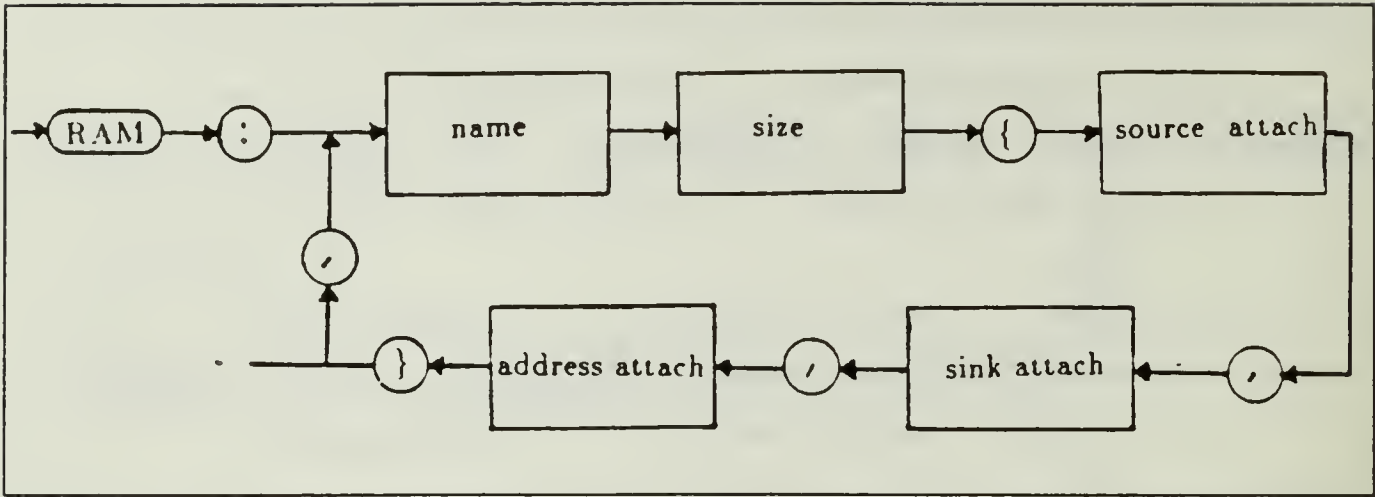 RAM : name size { source attach
,
} address attach , sink attach ,